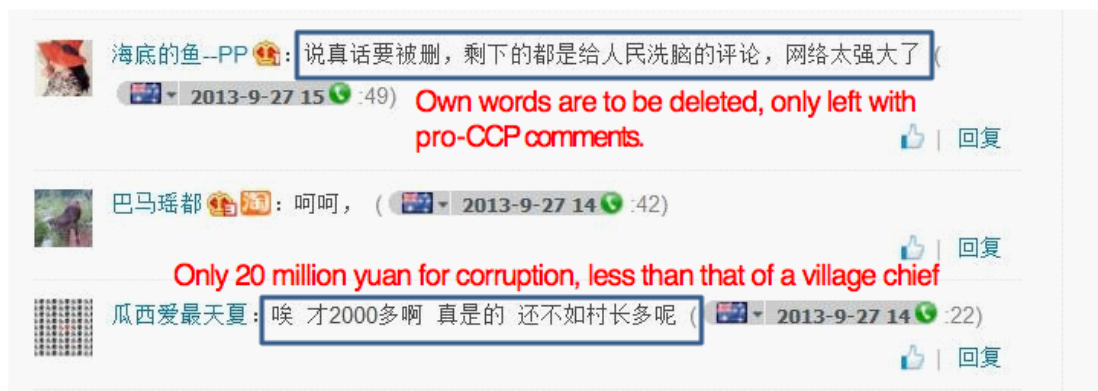 海底的鱼--PP：说真话要被删，剩下的都是给人民洗脑的评论，网络太强大了 (
2013-9-27 15 :49)
Own words are to be deleted, only left with
pro-CCP comments.
| 回复
巴马瑶都 淘：呵呵， ( 2013-9-27 14 :42)
| 回复
Only 20 million yuan for corruption, less than that of a village chief
瓜西爱最天夏：唉 才2000多啊 真是的 还不如村长多呢 ( 2013-9-27 14 :22)
| 回复